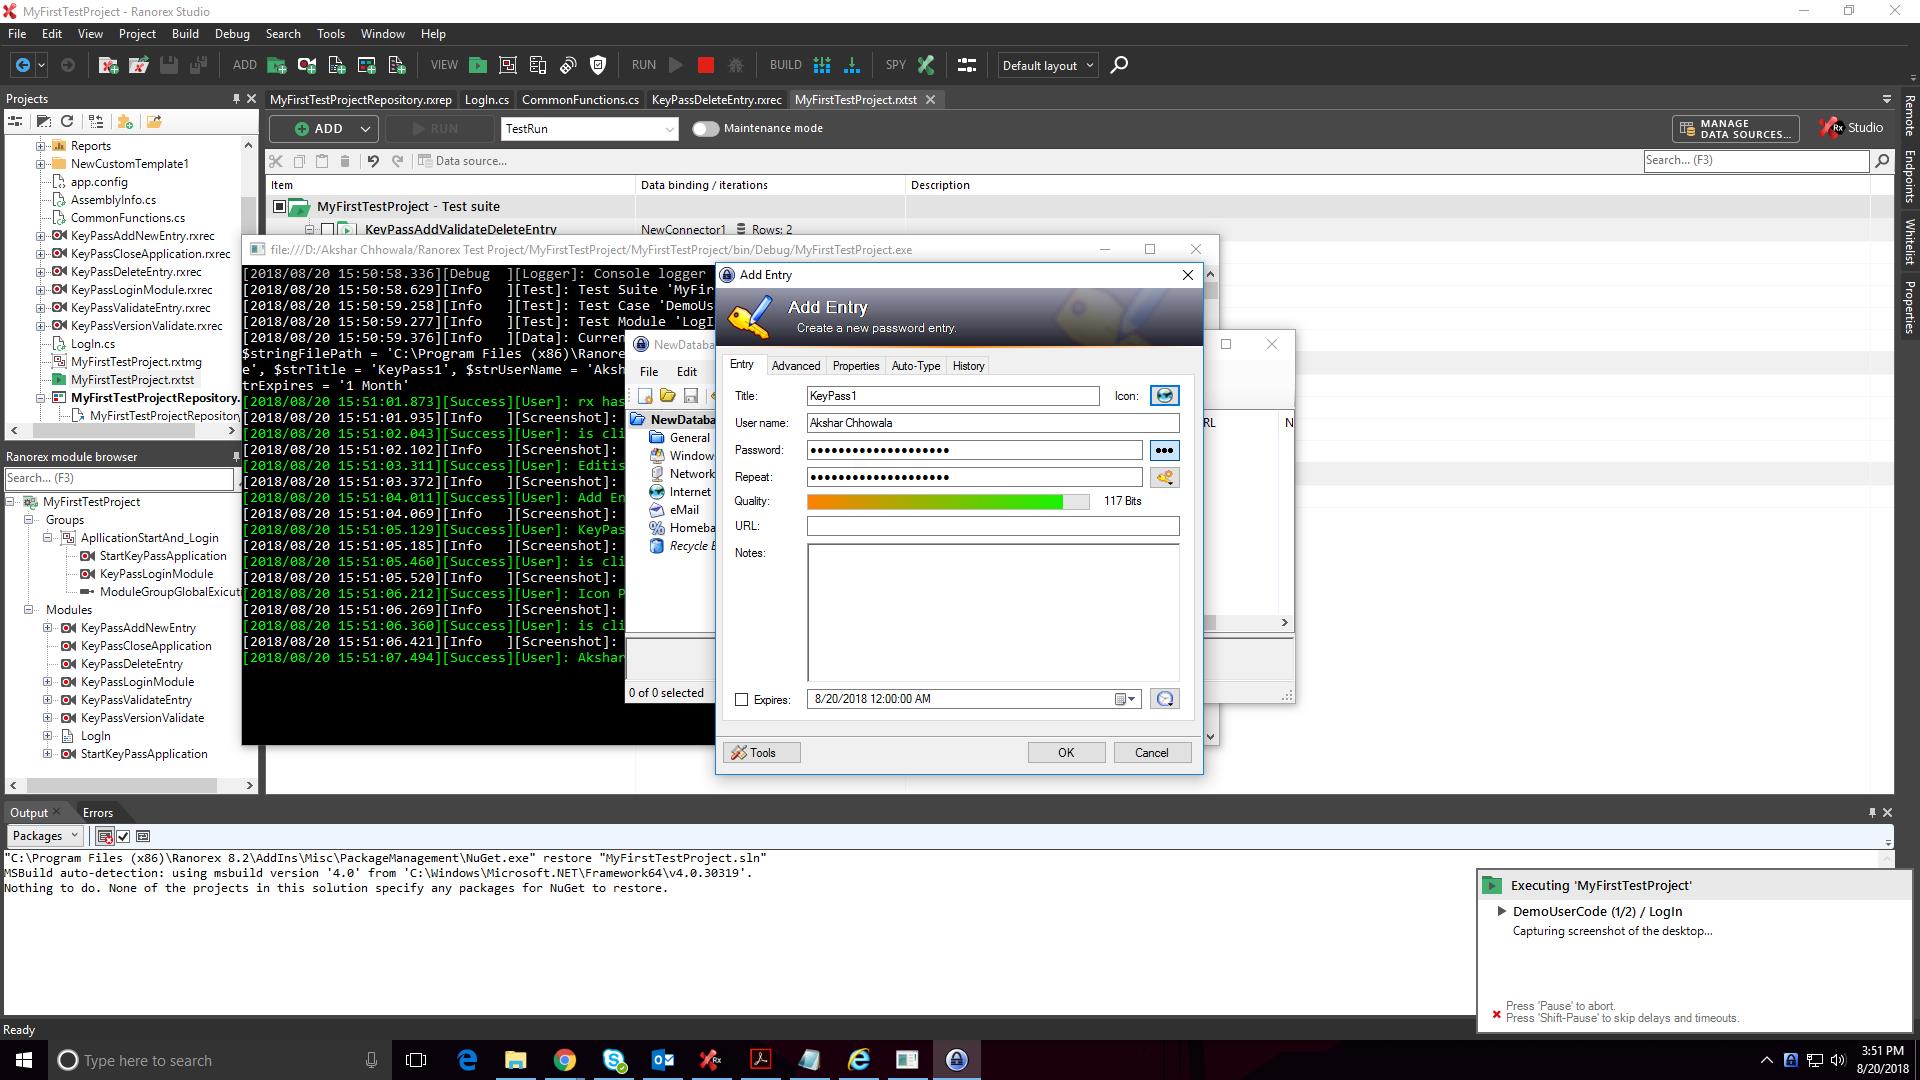 MyFirstTestProject - Ranorex Studio
File Edit View Project Build Debug Search Tools Window Help
ADD VIEW RUN BUILD SPY Default layout
Projects
MyFirstTestProjectRepository.rxrep LogIn.cs CommonFunctions.cs KeyPassDeleteEntry.rxrec MyFirstTestProject.rxtst
ADD RUN TestRun Maintenance mode MANAGE DATA SOURCES... Rx Studio
Data source... Search... (F3)
Item Data binding / iterations Description
MyFirstTestProject - Test suite
KeyPassAddValidateDeleteEntry NewConnector1 Rows: 2
Remote
Endpoints
Whitelist
Properties
Reports
NewCustomTemplate1
app.config
AssemblyInfo.cs
CommonFunctions.cs
KeyPassAddNewEntry.rxrec
KeyPassCloseApplication.rxrec
KeyPassDeleteEntry.rxrec
KeyPassLoginModule.rxrec
KeyPassValidateEntry.rxrec
KeyPassVersionValidate.rxrec
LogIn.cs
MyFirstTestProject.rxtmg
MyFirstTestProject.rxtst
MyFirstTestProjectRepository.
MyFirstTestProjectRepository
Ranorex module browser
Search... (F3)
MyFirstTestProject
Groups
ApllicationStartAnd_Login
StartKeyPassApplication
KeyPassLoginModule
ModuleGroupGlobalExicuti
Modules
KeyPassAddNewEntry
KeyPassCloseApplication
KeyPassDeleteEntry
KeyPassLoginModule
KeyPassValidateEntry
KeyPassVersionValidate
LogIn
StartKeyPassApplication
file:///D:/Akshar Chhowala/Ranorex Test Project/MyFirstTestProject/MyFirstTestProject/bin/Debug/MyFirstTestProject.exe
[2018/08/20 15:50:58.336][Debug ][Logger]: Console logger
[2018/08/20 15:50:58.629][Info ][Test]: Test Suite 'MyFir
[2018/08/20 15:50:59.258][Info ][Test]: Test Case 'DemoUs
[2018/08/20 15:50:59.277][Info ][Test]: Test Module 'LogI
[2018/08/20 15:50:59.376][Info ][Data]: Curren
$stringFilePath = 'C:\Program Files (x86)\Ranore
e', $strTitle = 'KeyPass1', $strUserName = 'Aksh
trExpires = '1 Month'
[2018/08/20 15:51:01.873][Success][User]: rx has
[2018/08/20 15:51:01.935][Info ][Screenshot]:
[2018/08/20 15:51:02.043][Success][User]: is cli
[2018/08/20 15:51:02.102][Info ][Screenshot]:
[2018/08/20 15:51:03.311][Success][User]: Editis
[2018/08/20 15:51:03.372][Info ][Screenshot]:
[2018/08/20 15:51:04.011][Success][User]: Add En
[2018/08/20 15:51:04.069][Info ][Screenshot]:
[2018/08/20 15:51:05.129][Success][User]: KeyPas
[2018/08/20 15:51:05.185][Info ][Screenshot]:
[2018/08/20 15:51:05.460][Success][User]: is cli
[2018/08/20 15:51:05.520][Info ][Screenshot]:
[2018/08/20 15:51:06.212][Success][User]: Icon P
[2018/08/20 15:51:06.269][Info ][Screenshot]:
[2018/08/20 15:51:06.360][Success][User]: is cli
[2018/08/20 15:51:06.421][Info ][Screenshot]:
[2018/08/20 15:51:07.494][Success][User]: Akshar
NewDataba
File Edit
NewDataba
General
Window
Network
Internet
eMail
Homeba
Recycle B
RL N
0 of 0 selected
Add Entry
Add Entry
Create a new password entry.
Entry Advanced Properties Auto-Type History
Title: KeyPass1 Icon:
User name: Akshar Chhowala
Password: ●●●●●●●●●●●●●●●●●●●●
Repeat: ●●●●●●●●●●●●●●●●●●●●
Quality: 117 Bits
URL:
Notes:
Expires: 8/20/2018 12:00:00 AM
Tools OK Cancel
Output Errors
Packages
"C:\Program Files (x86)\Ranorex 8.2\AddIns\Misc\PackageManagement\NuGet.exe" restore "MyFirstTestProject.sln"
MSBuild auto-detection: using msbuild version '4.0' from 'C:\Windows\Microsoft.NET\Framework64\v4.0.30319'.
Nothing to do. None of the projects in this solution specify any packages for NuGet to restore.
Executing 'MyFirstTestProject'
DemoUserCode (1/2) / LogIn
Capturing screenshot of the desktop...
Press 'Pause' to abort.
Press 'Shift-Pause' to skip delays and timeouts.
Ready
Type here to search
3:51 PM
8/20/2018